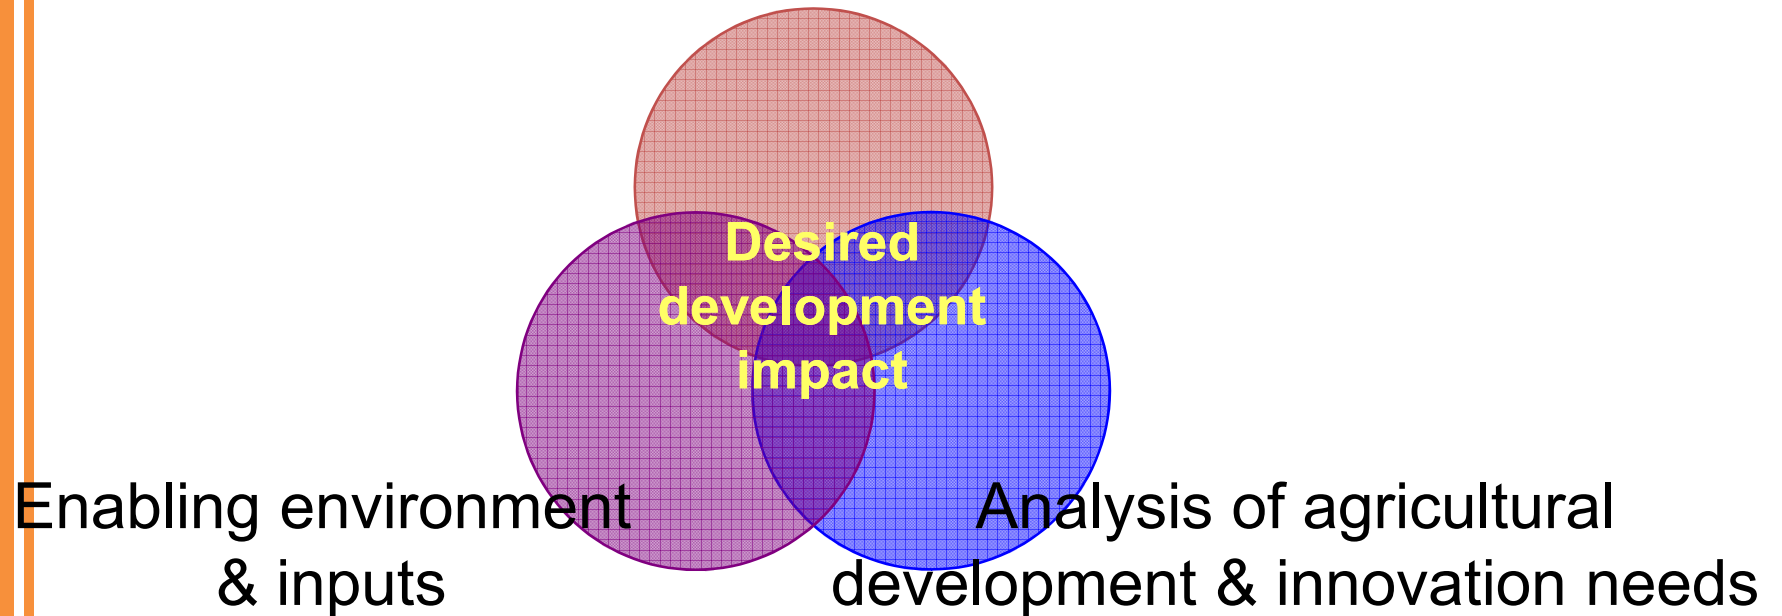 Desired
development
impact
Enabling environment
& inputs
Analysis of agricultural
development & innovation needs